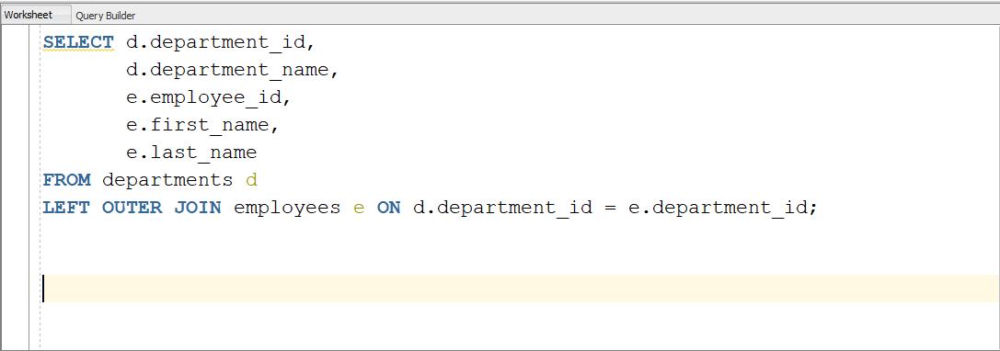 Worksheet Query Builder
SELECT d.department_id,
d.department_name,
e.employee_id,
e.first_name,
e.last_name
FROM departments d
LEFT OUTER JOIN employees e ON d.department_id = e.department_id;